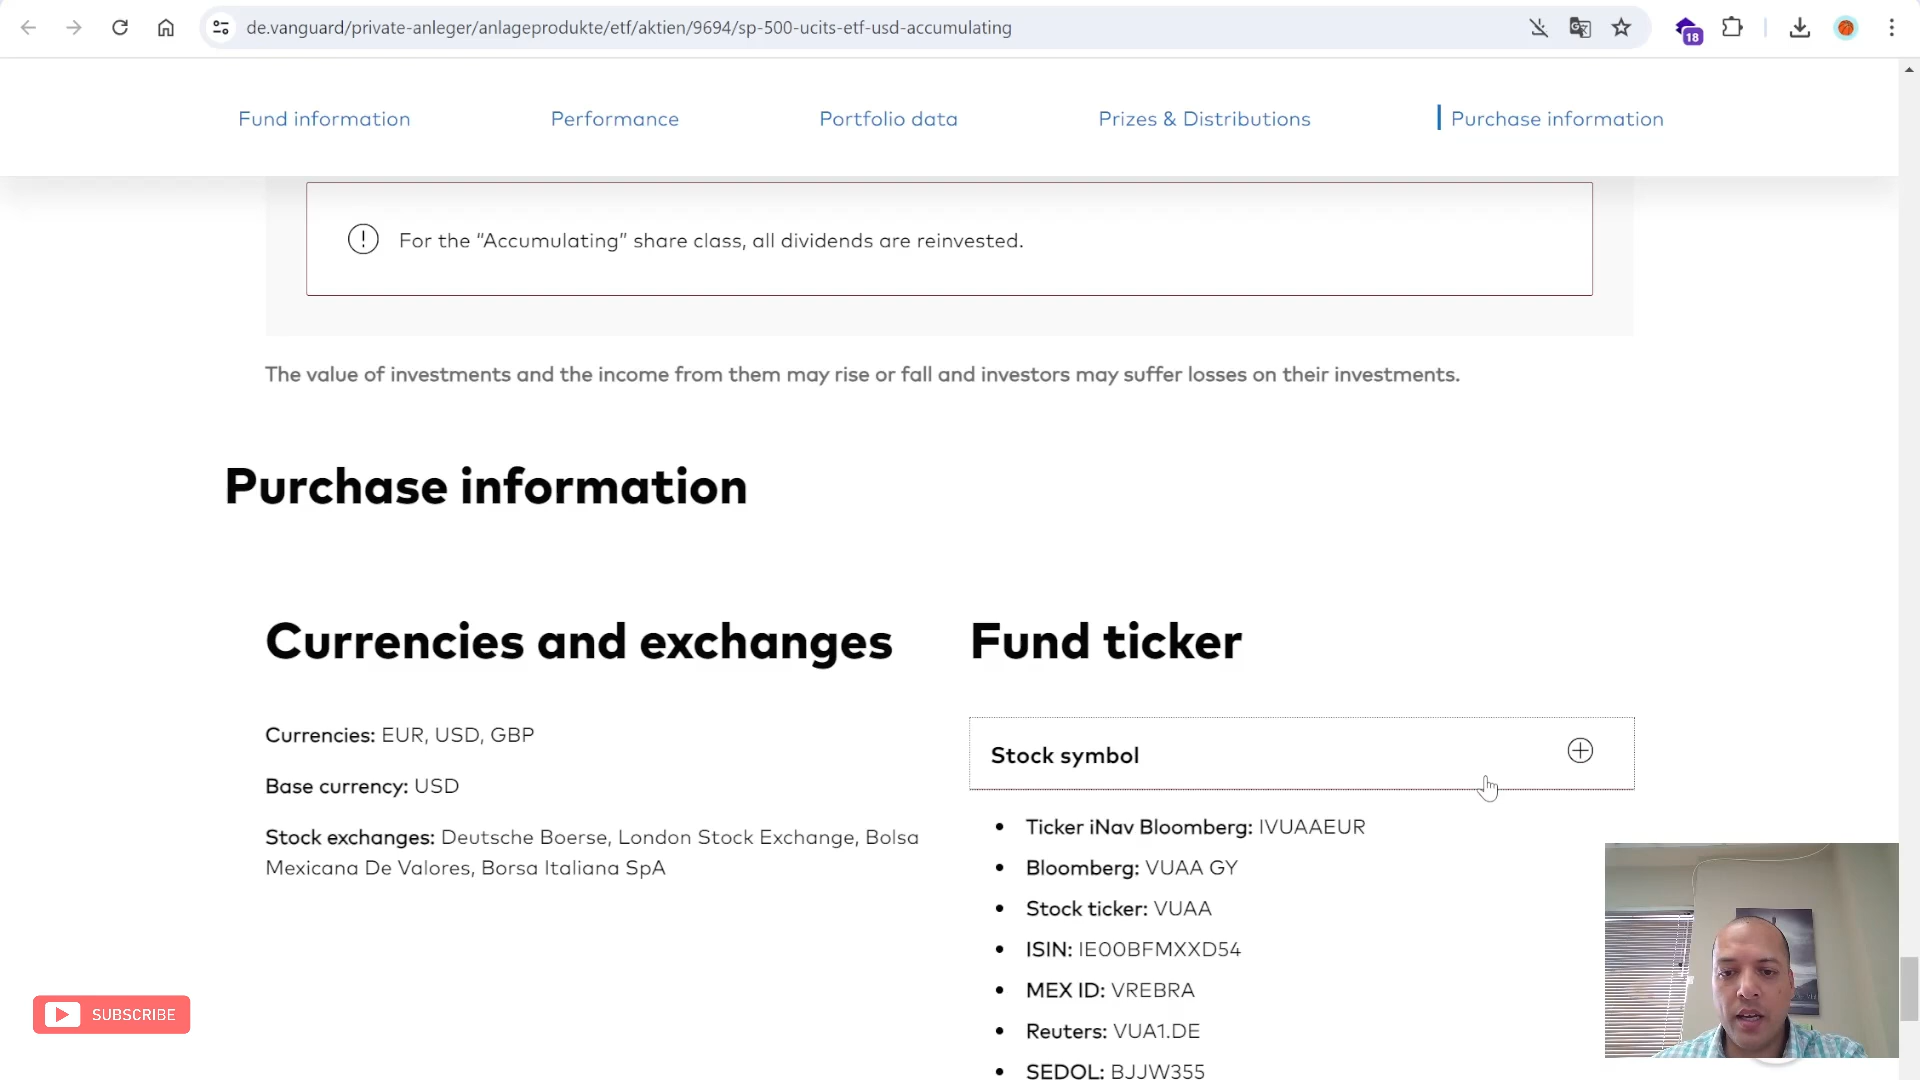 de.vanguard/private-anleger/anlageprodukte/etf/aktien/9694/sp-500-ucits-etf-usd-accumulating
18
Fund information
Performance
Portfolio data
Prizes & Distributions
Purchase information
For the “Accumulating” share class, all dividends are reinvested.
The value of investments and the income from them may rise or fall and investors may suffer losses on their investments.
Purchase information
Currencies and exchanges
Currencies: EUR, USD, GBP
Base currency: USD
Stock exchanges: Deutsche Boerse, London Stock Exchange, Bolsa
Mexicana De Valores, Borsa Italiana SpA
Fund ticker
Stock symbol
• Ticker iNav Bloomberg: IVUAAEUR
• Bloomberg: VUAA GY
• Stock ticker: VUAA
• ISIN: IE00BFMXXD54
• MEX ID: VREBRA
• Reuters: VUA1.DE
• SEDOL: BJJW355
SUBSCRIBE